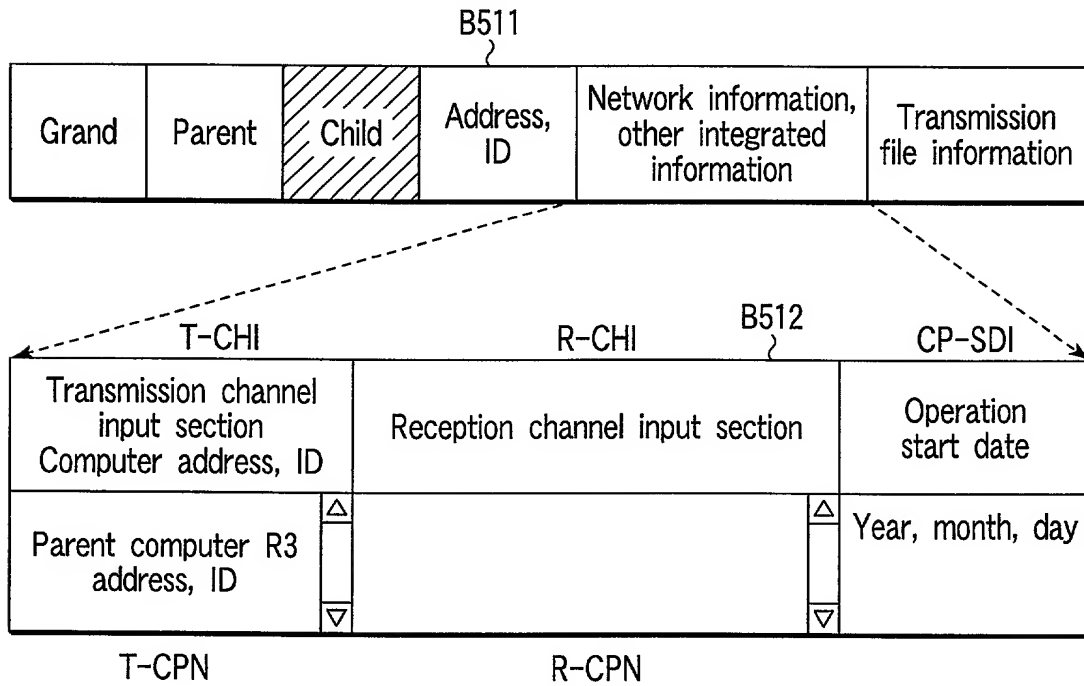 B511
Grand
Parent
Child
Address,
ID
Network information,
other integrated
information
Transmission
file information
T-CHI
R-CHI
B512
CP-SDI
Transmission channel
input section
Computer address, ID
Reception channel input section
Operation
start date
Parent computer R3
address, ID
Year, month, day
T-CPN
R-CPN